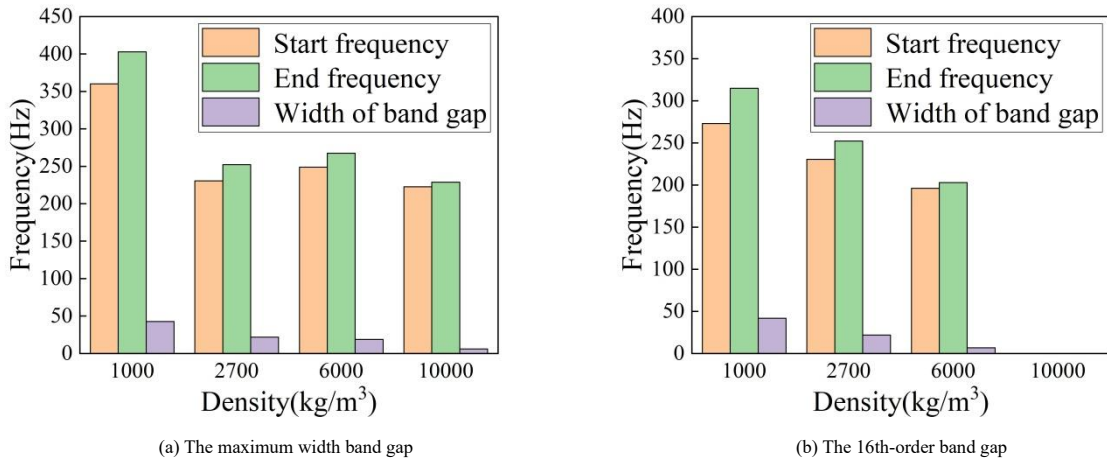 450
400
350
300
250
200
150
100
50
0
Frequency(Hz)
Start frequency
End frequency
Width of band gap
1000 2700 6000 10000
Density(kg/m³)
(a) The maximum width band gap
400
350
300
250
200
150
100
50
0
Frequency(Hz)
Start frequency
End frequency
Width of band gap
1000 2700 6000 10000
Density(kg/m³)
(b) The 16th-order band gap